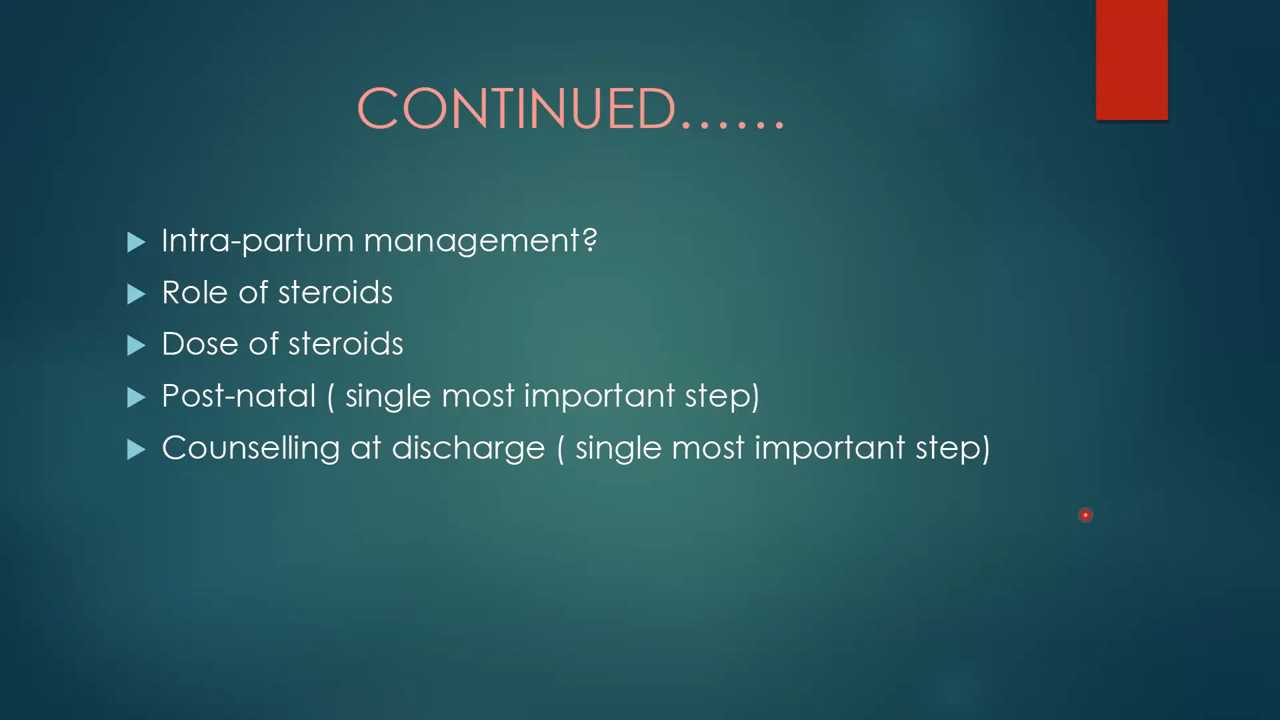 CONTINUED......
Intra-partum management?
Role of steroids
Dose of steroids
Post-natal ( single most important step)
Counselling at discharge ( single most important step)